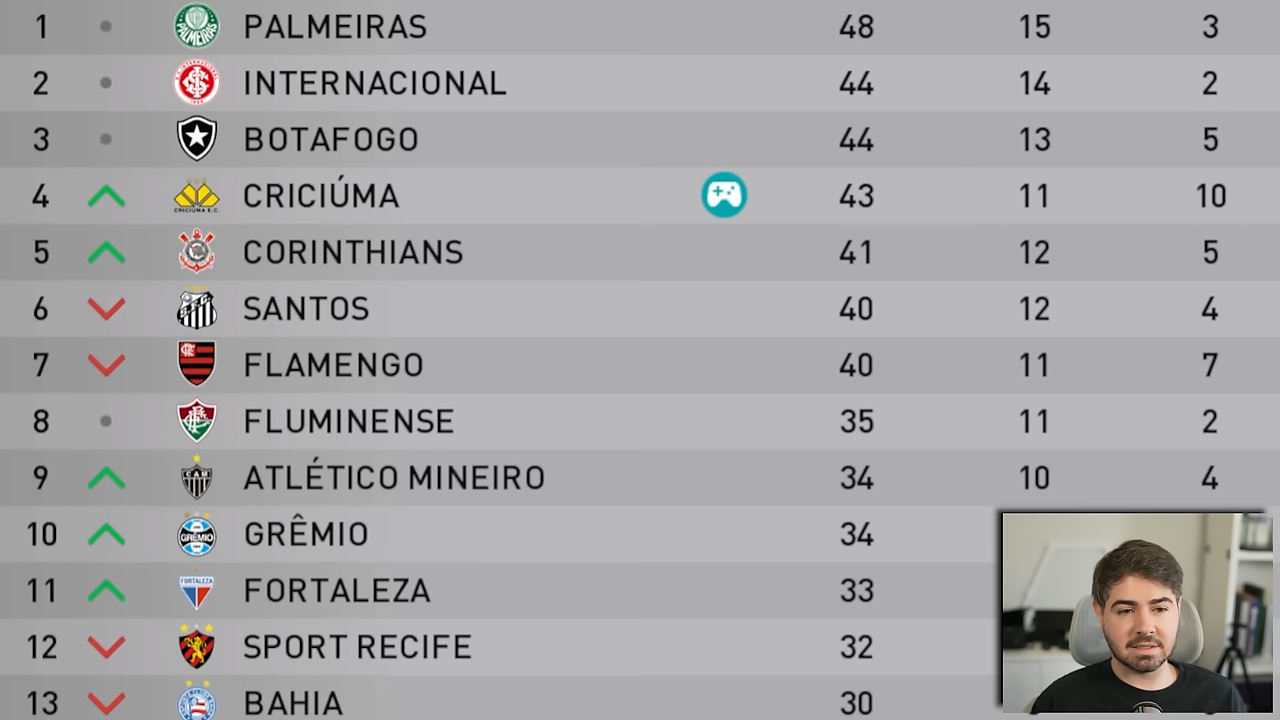 1 PALMEIRAS 48 15 3
2 INTERNACIONAL 44 14 2
3 BOTAFOGO 44 13 5
4 CRICIÚMA 43 11 10
5 CORINTHIANS 41 12 5
6 SANTOS 40 12 4
7 FLAMENGO 40 11 7
8 FLUMINENSE 35 11 2
9 ATLÉTICO MINEIRO 34 10 4
10 GRÊMIO 34
11 FORTALEZA 33
12 SPORT RECIFE 32
13 BAHIA 30